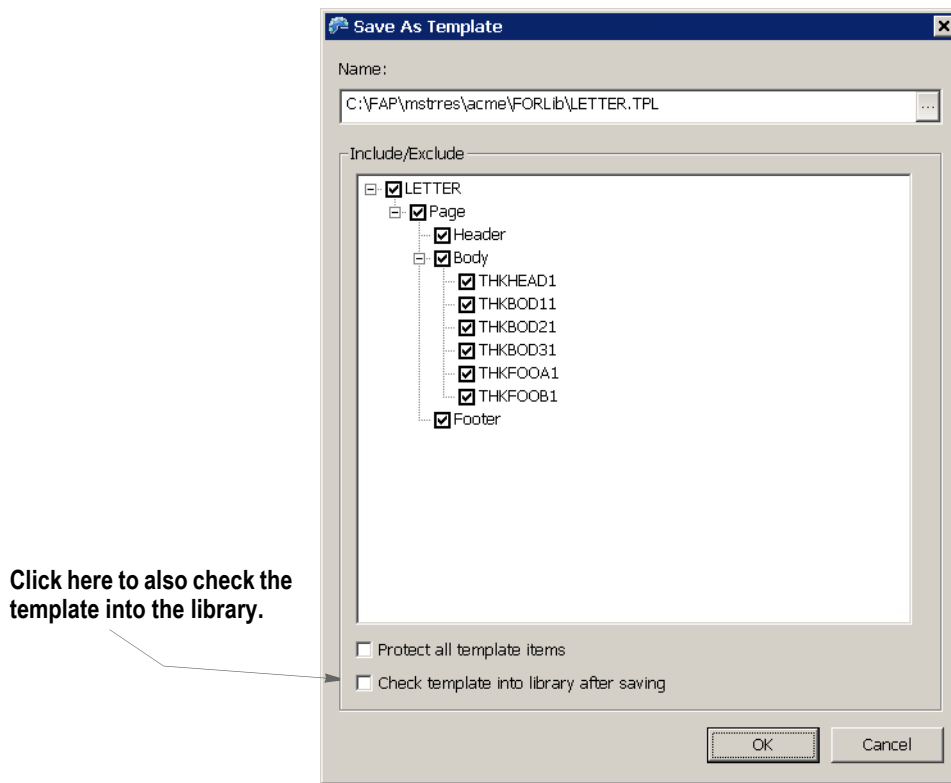 Save As Template
Name:
C:\FAP\mstrres\acme\FORLib\LETTER.TPL
...
Include/Exclude
LETTER
Page
Header
Body
THKHEAD1
THKBOD11
THKBOD21
THKBOD31
THKFOOA1
THKFOOB1
Footer
Click here to also check the
template into the library.
Protect all template items
Check template into library after saving
OK
Cancel